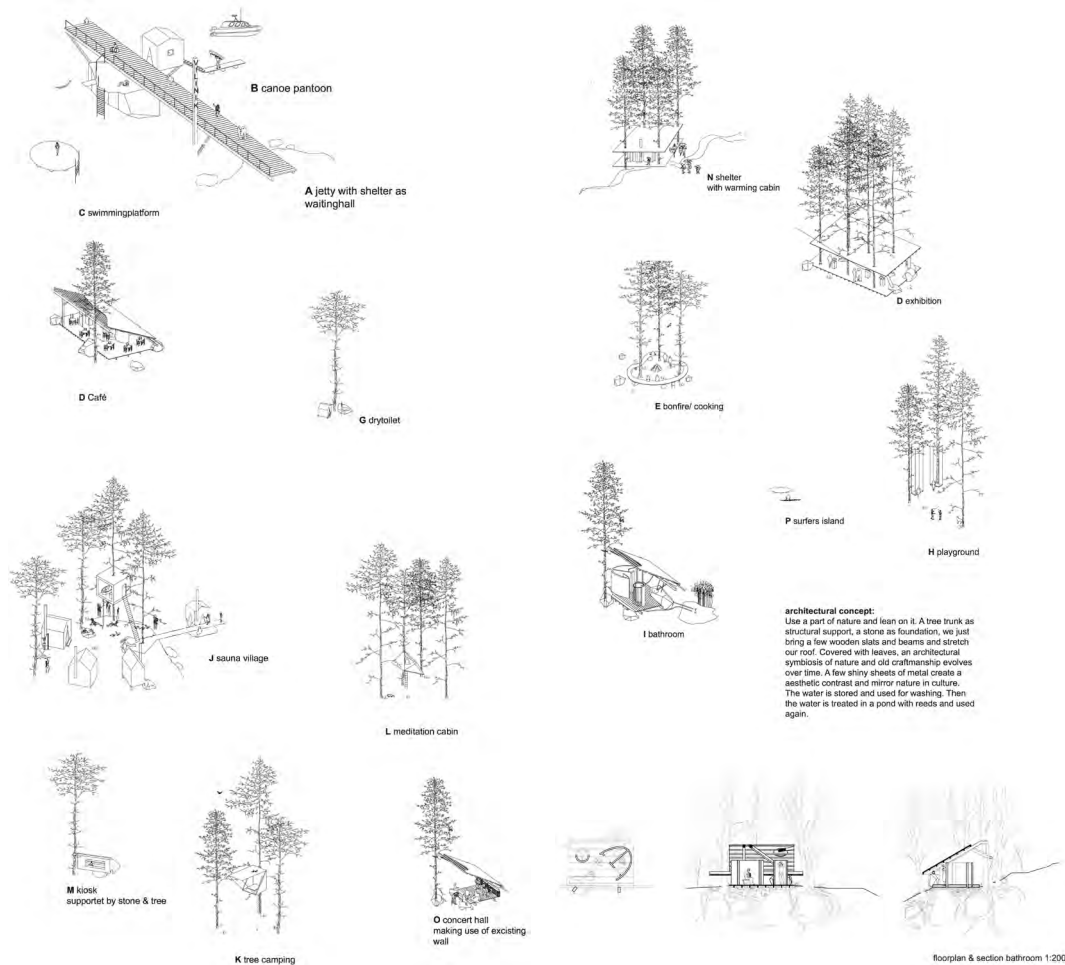 B canoe pantoon
A jetty with shelter as
waitinghall
C swimmingplatform
N shelter
with warming cabin
D exhibition
D Café
G drytoilet
E bonfire/ cooking
P surfers island
H playground
I bathroom
J sauna village
L meditation cabin
architectural concept:
Use a part of nature and lean on it. A tree trunk as
structural support, a stone as foundation, we just
bring a few wooden slats and beams and stretch
our roof. Covered with leaves, an architectural
symbiosis of nature and old craftmanship evolves
over time. A few shiny sheets of metal create a
aesthetic contrast and mirror nature in culture.
The water is stored and used for washing. Then
the water is treated in a pond with reeds and used
again.
M kiosk
supportet by stone & tree
K tree camping
O concert hall
making use of excisting
wall
floorplan & section bathroom 1:200